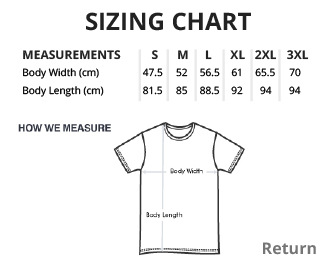 SIZING CHART
MEASUREMENTS S M L XL 2XL 3XL
Body Width (cm) 47.5 52 56.5 61 65.5 70
Body Length (cm) 81.5 85 88.5 92 94 94
HOW WE MEASURE
Body Width
Body Length
Return